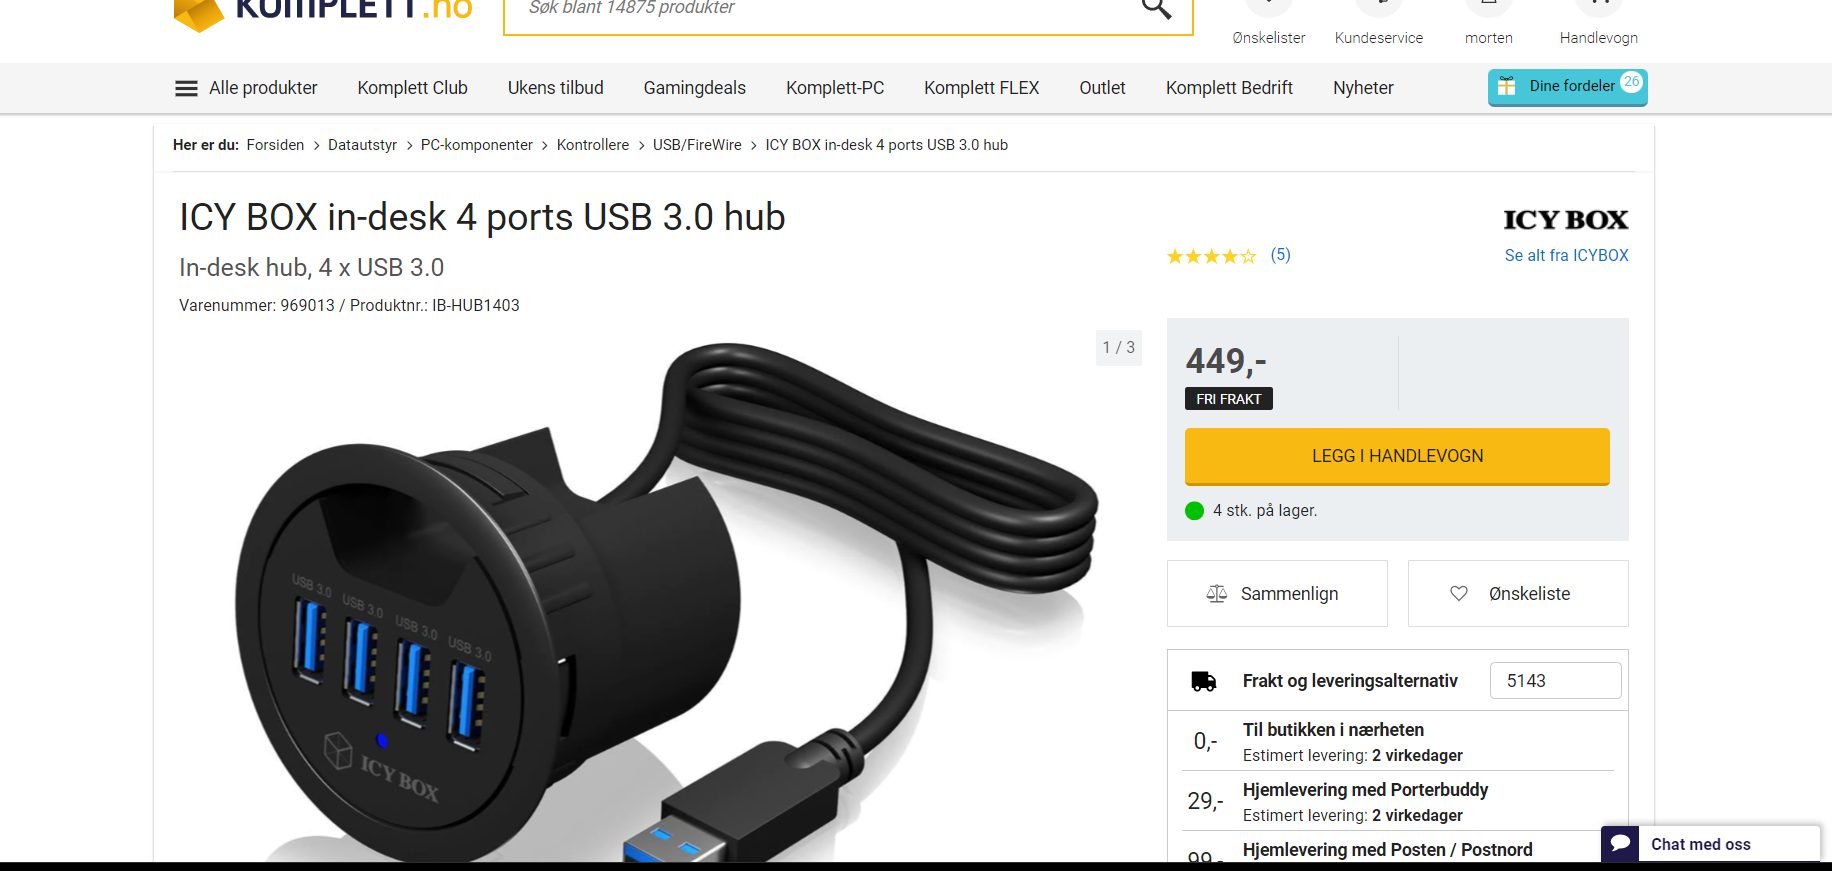 KOMPLETT.no
Søk blant 14875 produkter
Ønskelister
Kundeservice
morten
Handlevogn
Alle produkter
Komplett Club
Ukens tilbud
Gamingdeals
Komplett-PC
Komplett FLEX
Outlet
Komplett Bedrift
Nyheter
Dine fordeler 26
Her er du: Forsiden > Datautstyr > PC-komponenter > Kontrollere > USB/FireWire > ICY BOX in-desk 4 ports USB 3.0 hub
ICY BOX in-desk 4 ports USB 3.0 hub
In-desk hub, 4 x USB 3.0
Varenummer: 969013 / Produktnr.: IB-HUB1403
ICY BOX
(5)
Se alt fra ICYBOX
1 / 3
USB 3.0
USB 3.0
USB 3.0
USB 3.0
ICY BOX
449,-
FRI FRAKT
LEGG I HANDLEVOGN
4 stk. på lager.
Sammenlign
Ønskeliste
Frakt og leveringsalternativ
5143
0,-
Til butikken i nærheten
Estimert levering: 2 virkedager
29,-
Hjemlevering med Porterbuddy
Estimert levering: 2 virkedager
99,-
Hjemlevering med Posten / Postnord
Chat med oss